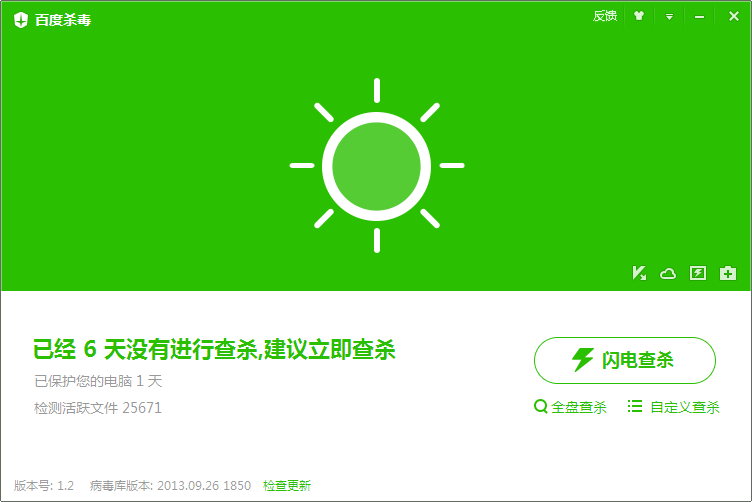 百度杀毒
反馈
已经 6 天没有进行查杀,建议立即查杀
已保护您的电脑 1 天
检测活跃文件 25671
闪电查杀
全盘查杀 自定义查杀
版本号: 1.2 病毒库版本: 2013.09.26 1850 检查更新